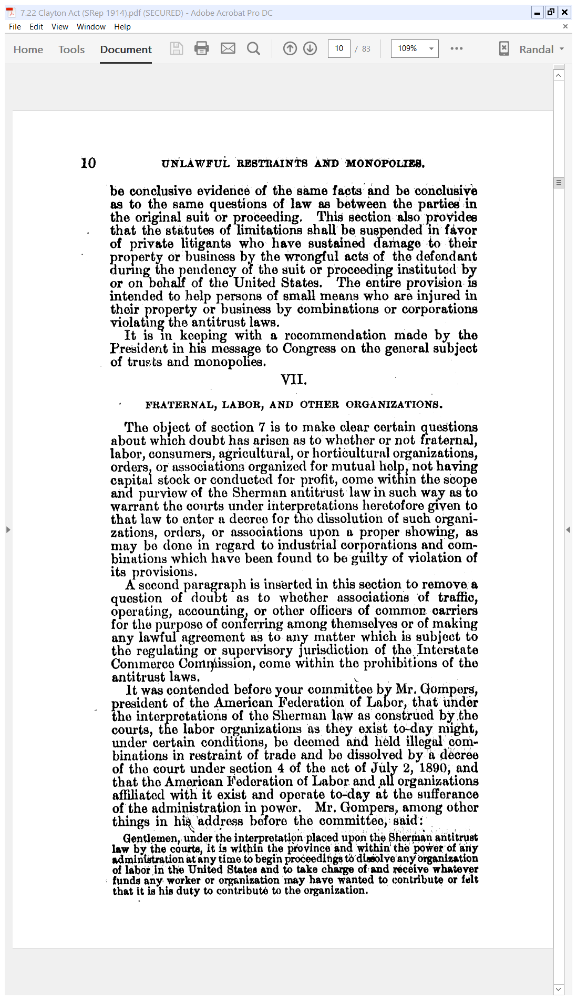 7.22 Clayton Act (SRep 1914).pdf (SECURED) - Adobe Acrobat Pro DC
File Edit View Window Help
Home Tools Document 10 / 83 109% Randal
10 UNLAWFUL RESTRAINTS AND MONOPOLIES.
be conclusive evidence of the same facts and be conclusive
as to the same questions of law as between the parties in
the original suit or proceeding. This section also provides
that the statutes of limitations shall be suspended in favor
of private litigants who have sustained damage to their
property or business by the wrongful acts of the defendant
during the pendency of the suit or proceeding instituted by
or on behalf of the United States. The entire provision is
intended to help persons of small means who are injured in
their property or business by combinations or corporations
violating the antitrust laws.
It is in keeping with a recommendation made by the
President in his message to Congress on the general subject
of trusts and monopolies.
VII.
FRATERNAL, LABOR, AND OTHER ORGANIZATIONS.
The object of section 7 is to make clear certain questions
about which doubt has arisen as to whether or not fraternal,
labor, consumers, agricultural, or horticultural organizations,
orders, or associations organized for mutual help, not having
capital stock or conducted for profit, come within the scope
and purview of the Sherman antitrust law in such way as to
warrant the courts under interpretations heretofore given to
that law to enter a decree for the dissolution of such organi-
zations, orders, or associations upon a proper showing, as
may be done in regard to industrial corporations and com-
binations which have been found to be guilty of violation of
its provisions.
A second paragraph is inserted in this section to remove a
question of doubt as to whether associations of traffic,
operating, accounting, or other officers of common carriers
for the purpose of conferring among themselves or of making
any lawful agreement as to any matter which is subject to
the regulating or supervisory jurisdiction of the Interstate
Commerce Commission, come within the prohibitions of the
antitrust laws.
It was contended before your committee by Mr. Gompers,
president of the American Federation of Labor, that under
the interpretations of the Sherman law as construed by the
courts, the labor organizations as they exist to-day might,
under certain conditions, be deemed and held illegal com-
binations in restraint of trade and be dissolved by a decree
of the court under section 4 of the act of July 2, 1890, and
that the American Federation of Labor and all organizations
affiliated with it exist and operate to-day at the sufferance
of the administration in power. Mr. Gompers, among other
things in his address before the committee, said:
Gentlemen, under the interpretation placed upon the Sherman antitrust
law by the courts, it is within the province and within the power of any
administration at any time to begin proceedings to dissolve any organization
of labor in the United States and to take charge of and receive whatever
funds any worker or organization may have wanted to contribute or felt
that it is his duty to contribute to the organization.